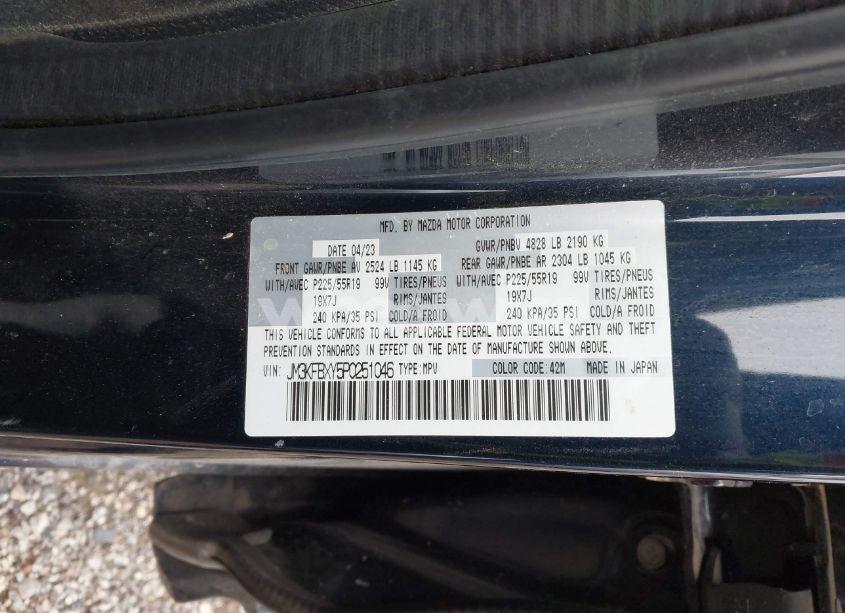 MFD. BY MAZDA MOTOR CORPORATION
DATE 04/23 GVWR/PNBV 4828 LB 2190 KG
FRONT GAWR/PNBE AV 2524 LB 1145 KG REAR GAWR/PNBE AR 2304 LB 1045 KG
WITH/AVEC P225/55R19 99V TIRES/PNEUS WITH/AVEC P225/55R19 99V TIRES/PNEUS
19X7J RIMS/JANTES 19X7J RIMS/JANTES
240 KPA/35 PSI COLD/A FROID 240 KPA/35 PSI COLD/A FROID
THIS VEHICLE CONFORMS TO ALL APPLICABLE FEDERAL MOTOR VEHICLE SAFETY AND THEFT
PREVENTION STANDARDS IN EFFECT ON THE DATE OF MANUFACTURE SHOWN ABOVE.
VIN: JM3KFBXY5P0251046 TYPE:MPV COLOR CODE:42M MADE IN JAPAN